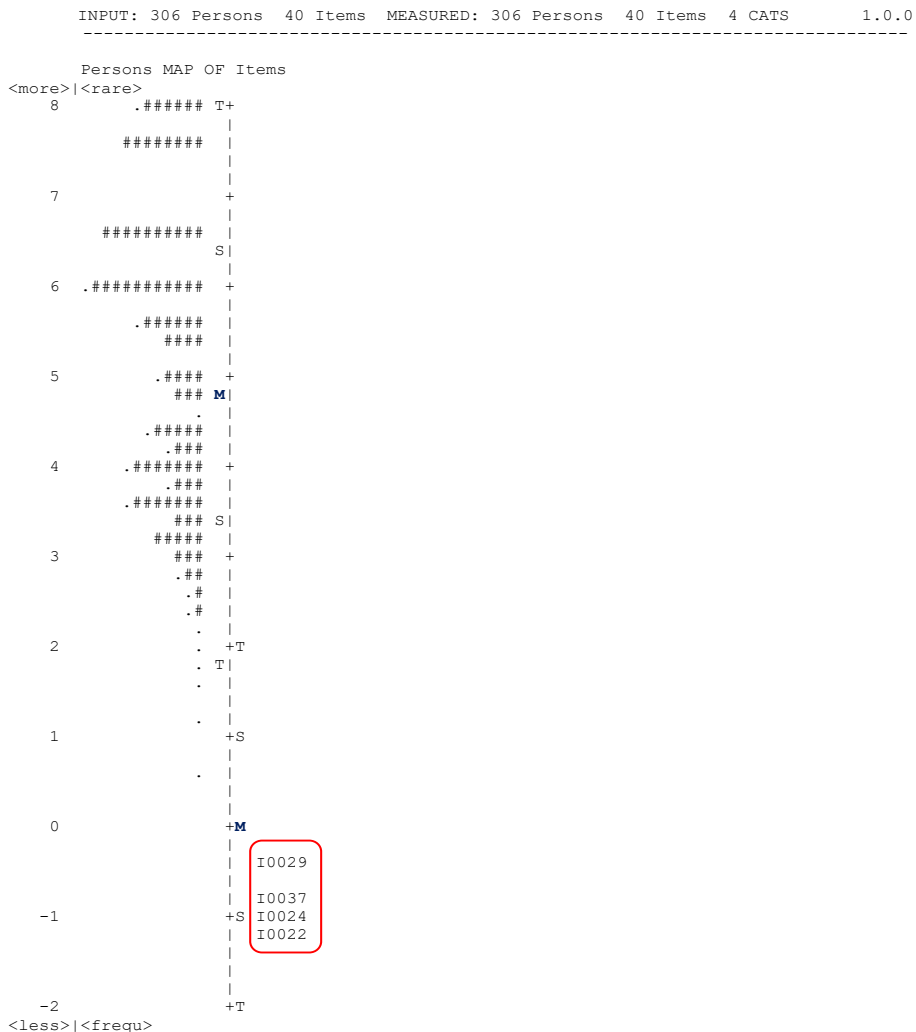 INPUT: 306 Persons  40 Items  MEASURED: 306 Persons  40 Items  4 CATS       1.0.0
--------------------------------------------------------------------------------
Persons MAP OF Items
<more>|<rare>
8 .###### T+
|
######## |
|
|
7 +
|
########## |
S|
|
6 .########### +
|
.###### |
#### |
|
5 .#### +
### M|
. |
.##### |
.### |
4 .####### +
.### |
.####### |
### S|
##### |
3 ### +
.## |
.# |
.# |
. |
2 . +T
. T|
. |
|
. |
1 +S
|
. |
|
|
0 +M
|
| I0029
|
| I0037
-1 +S I0024
| I0022
|
|
|
-2 +T
<less>|<frequ>